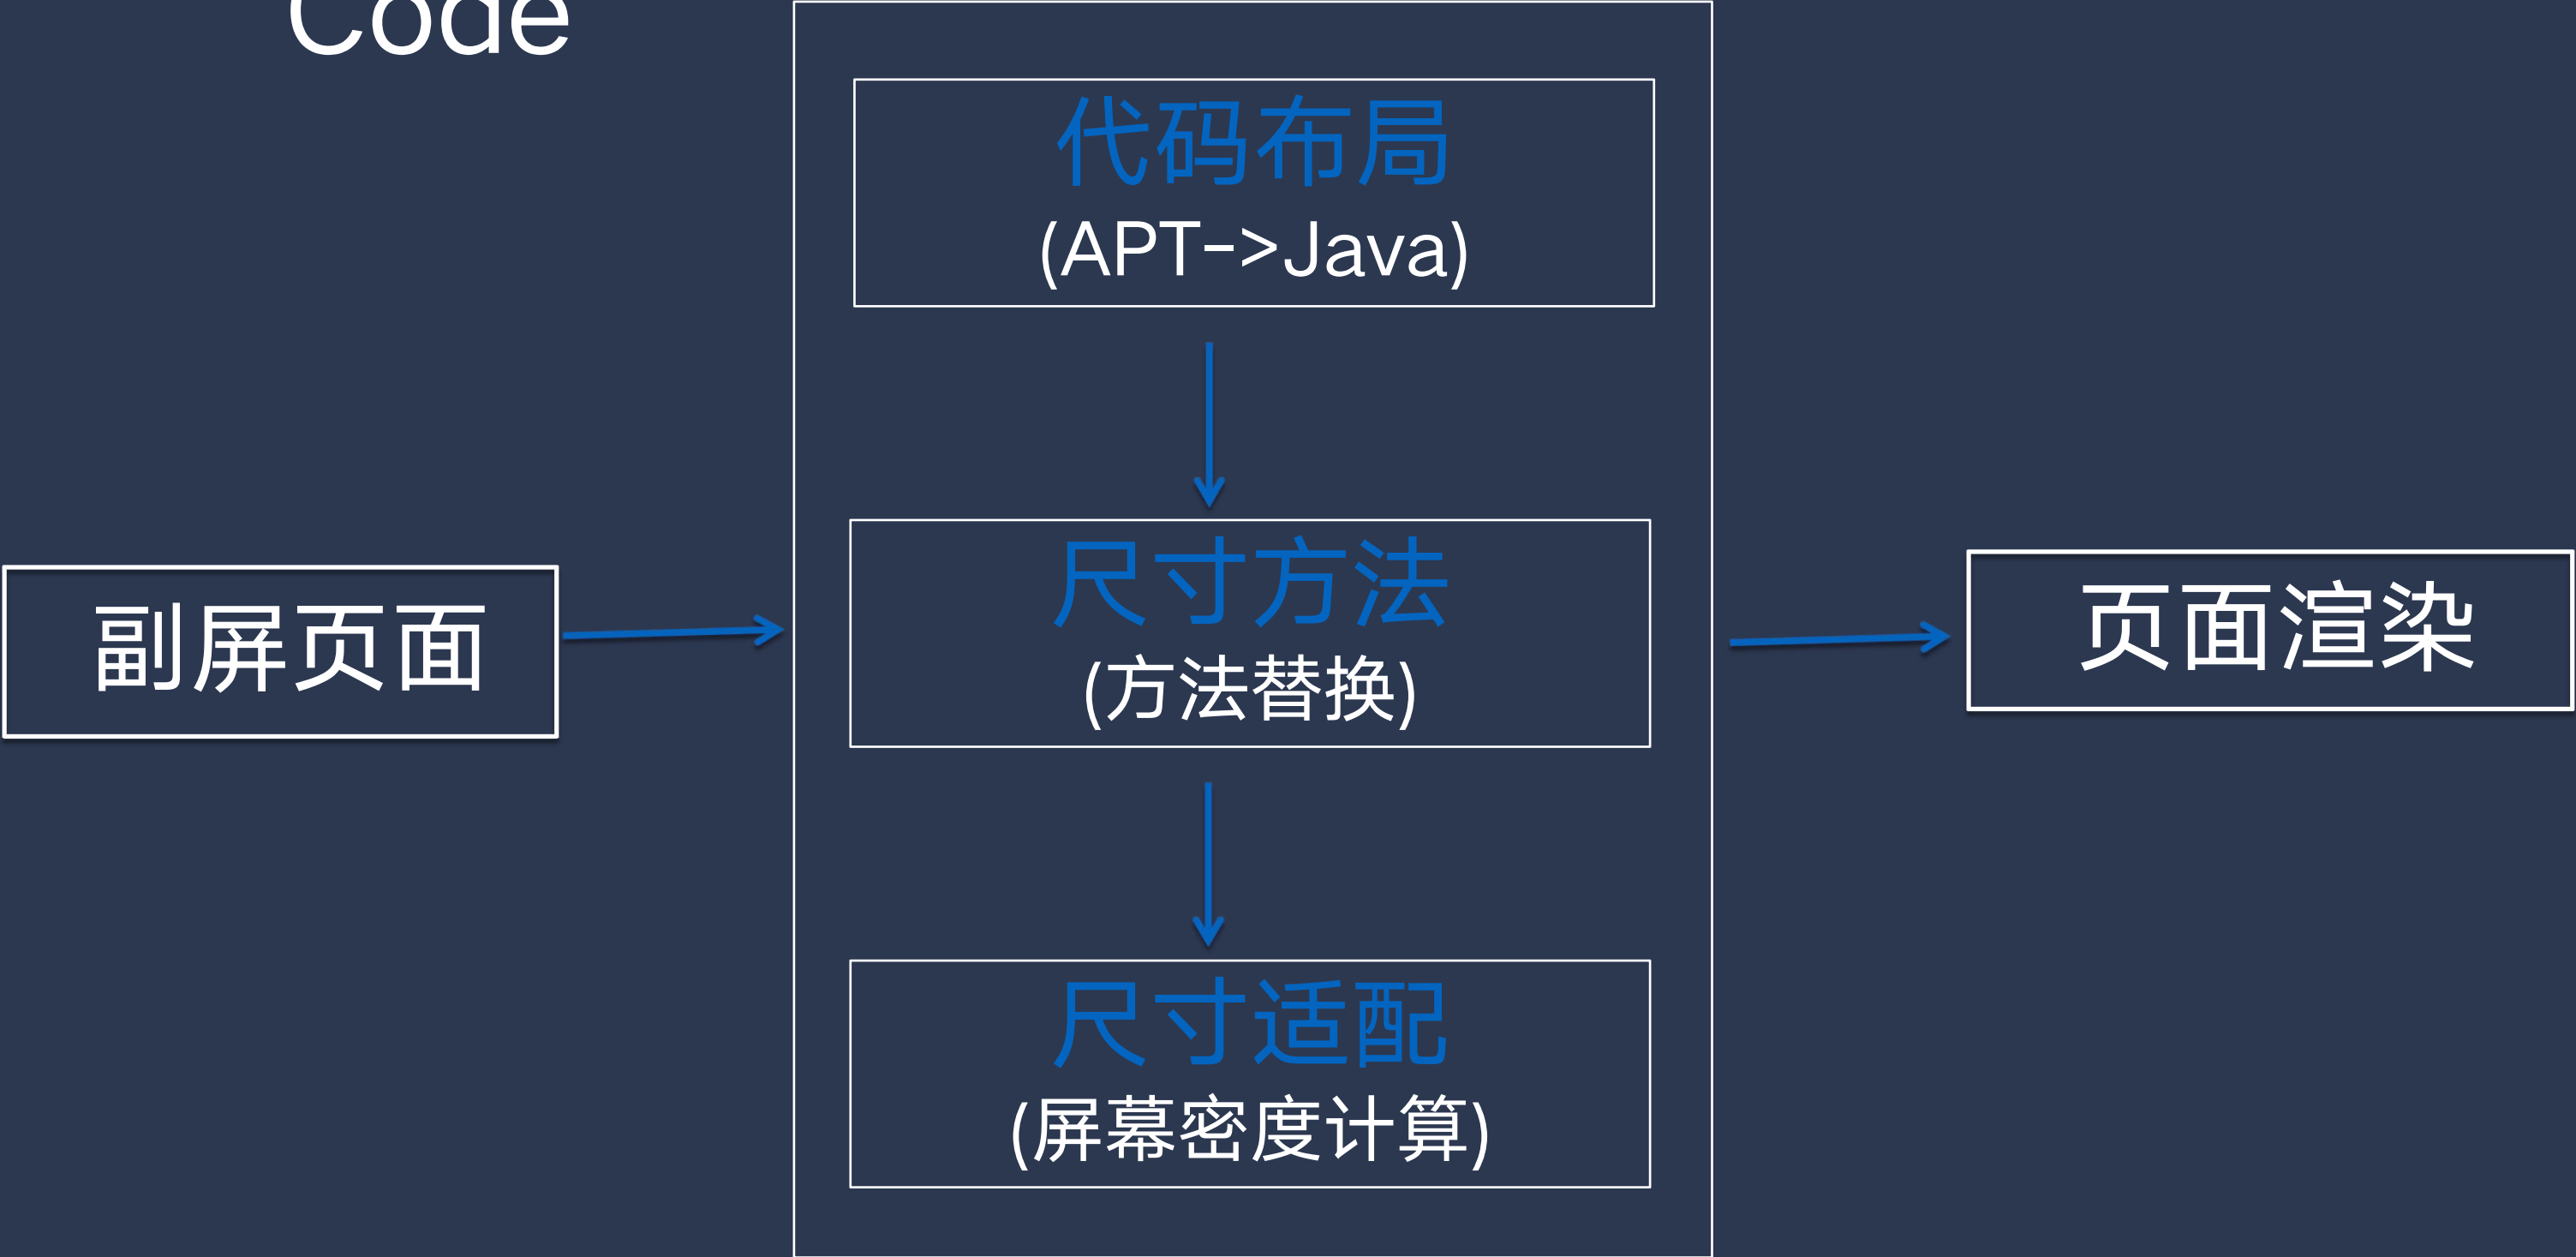 Code
代码布局
(APT->Java)
尺寸方法
(方法替换)
副屏页面
页面渲染
尺寸适配
(屏幕密度计算)